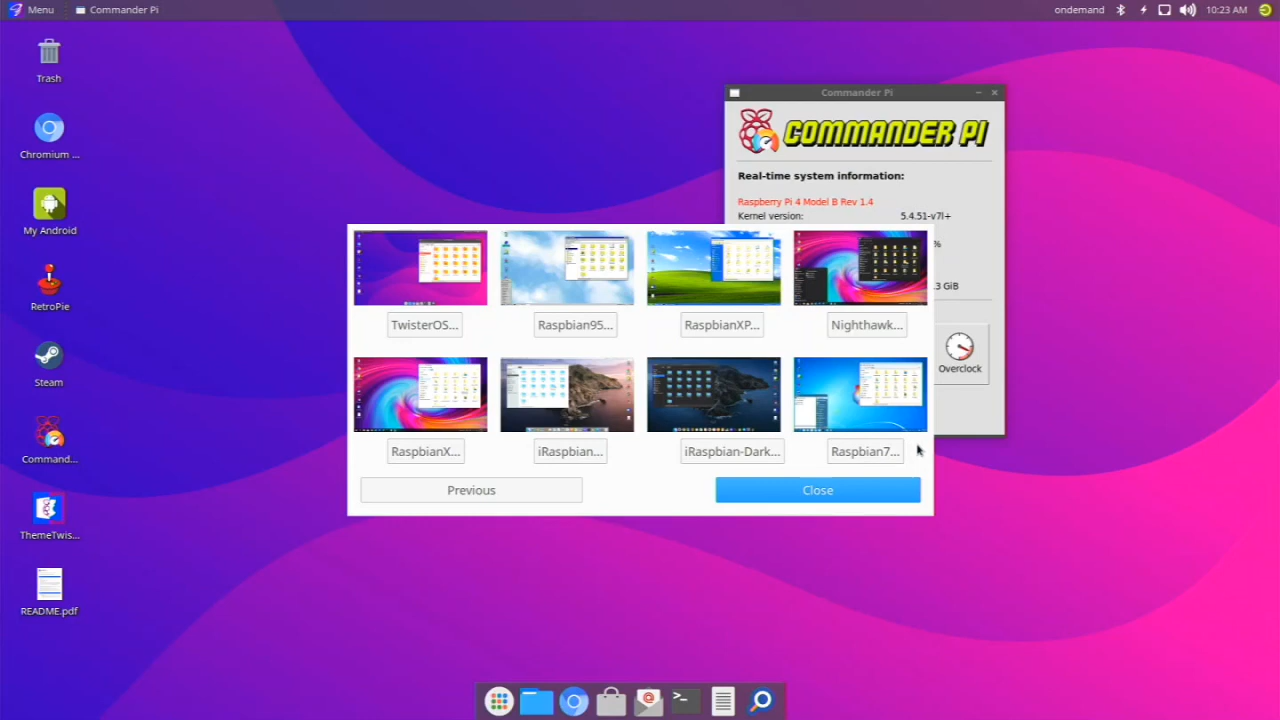 Menu
Commander Pi
ondemand
10:23 AM
Trash
Chromium ...
My Android
RetroPie
Steam
Command...
ThemeTwis...
README.pdf
Commander Pi
COMMANDER PI
Real-time system information:
Raspberry Pi 4 Model B Rev 1.4
Kernel version: 5.4.51-v7l+
%
.3 GiB
Overclock
TwisterOS...
Raspbian95...
RaspbianXP...
Nighthawk...
RaspbianX...
iRaspbian...
iRaspbian-Dark...
Raspbian7...
Previous
Close